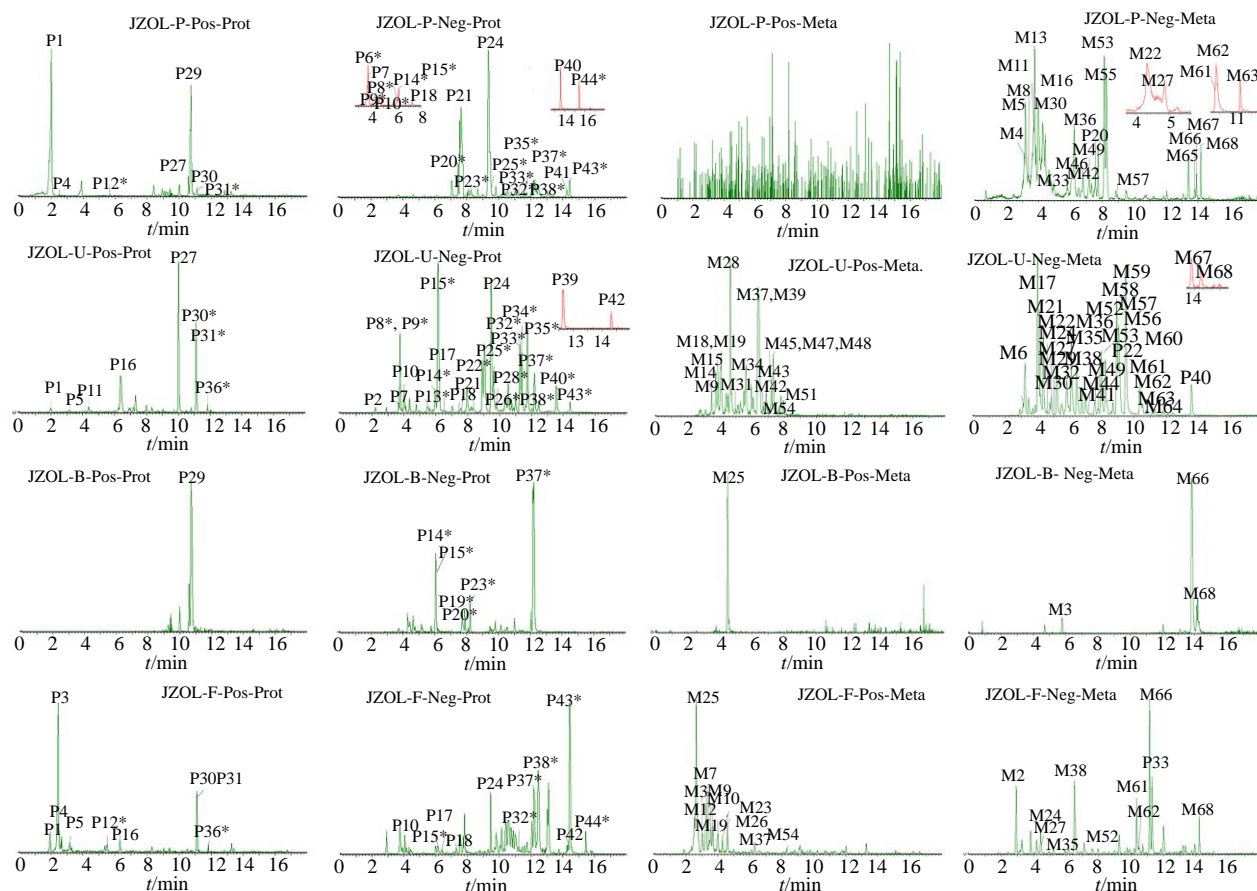 JZOL-P-Pos-Prot
P1
P29
P4
P12*
P27
P30
P31*
0 2 4 6 8 10 12 14 16
t/min
JZOL-P-Neg-Prot
P6*
P7
P8*
P9*
P10*
P14*
P15*
P18
4 6 8
P24
P21
P20*
P23*
P25*
P35*
P33*
P32*
P37*
P41
P38*
P43*
P40
P44*
14 16
0 2 4 6 8 10 12 14 16
t/min
JZOL-P-Pos-Meta
0 2 4 6 8 10 12 14 16
t/min
JZOL-P-Neg-Meta
M13
M11
M8
M5
M4
M16
M30
M33
M53
M55
M36
P20
M49
M46
M42
M57
M22
M27
4 5
M62
M61
M63
11
M67
M66
M68
M65
0 2 4 6 8 10 12 14 16
t/min
JZOL-U-Pos-Prot
P27
P30*
P31*
P16
P1
P11
P5
P36*
0 2 4 6 8 10 12 14 16
t/min
JZOL-U-Neg-Prot
P15*
P24
P8*, P9*
P34*
P32*
P33*
P35*
P17
P25*
P22*
P37*
P10
P14*
P21
P28*
P40*
P2
P7
P13*
P18
P26*
P38*
P43*
P39
P42
13 14
0 2 4 6 8 10 12 14 16
t/min
M28
JZOL-U-Pos-Meta.
M37,M39
M18,M19
M45,M47,M48
M15
M14
M34
M43
M9
M31
M42
M51
M54
0 2 4 6 8 10 12 14 16
t/min
JZOL-U-Neg-Meta
M67
M68
14
M17
M59
M58
M21
M52
M57
M22
M36
M56
M24
M35
M53
M60
M27
M6
M38
P22
M29
M49
M61
M32
M44
M62
P40
M30
M41
M63
M64
0 2 4 6 8 10 12 14 16
t/min
JZOL-B-Pos-Prot
P29
0 2 4 6 8 10 12 14 16
t/min
JZOL-B-Neg-Prot
P37*
P14*
P15*
P23*
P19*
P20*
0 2 4 6 8 10 12 14 16
t/min
M25
JZOL-B-Pos-Meta
0 2 4 6 8 10 12 14 16
t/min
JZOL-B- Neg-Meta
M66
M68
M3
0 2 4 6 8 10 12 14 16
t/min
P3
JZOL-F-Pos-Prot
P30P31
P4
P1
P5
P12*
P16
P36*
0 2 4 6 8 10 12 14 16
t/min
JZOL-F-Neg-Prot
P43*
P38*
P37*
P24
P10
P17
P32*
P15*
P18
P42
P44*
0 2 4 6 8 10 12 14 16
t/min
M25
JZOL-F-Pos-Meta
M7
M3
M9
M10
M12
M23
M19
M26
M37
M54
0 2 4 6 8 10 12 14 16
t/min
JZOL-F-Neg-Meta
M66
P33
M2
M38
M61
M24
M62
M68
M27
M35
M52
0 2 4 6 8 10 12 14 16
t/min